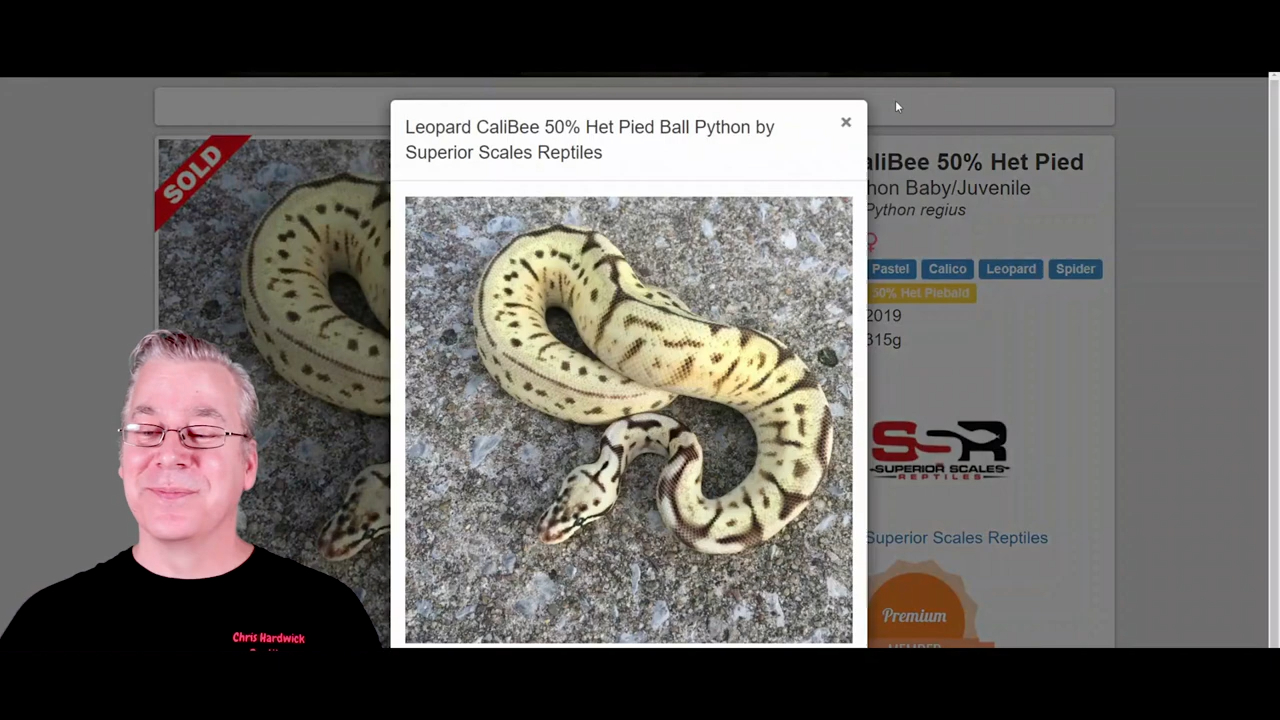 Leopard CaliBee 50% Het Pied Ball Python by
Superior Scales Reptiles
×
SOLD
aliBee 50% Het Pied
hon Baby/Juvenile
Python regius
Pastel
Calico
Leopard
Spider
50% Het Piebald
2019
315g
SSR
SUPERIOR SCALES
REPTILES
Superior Scales Reptiles
Premium
MEMBER
Chris Hardwick